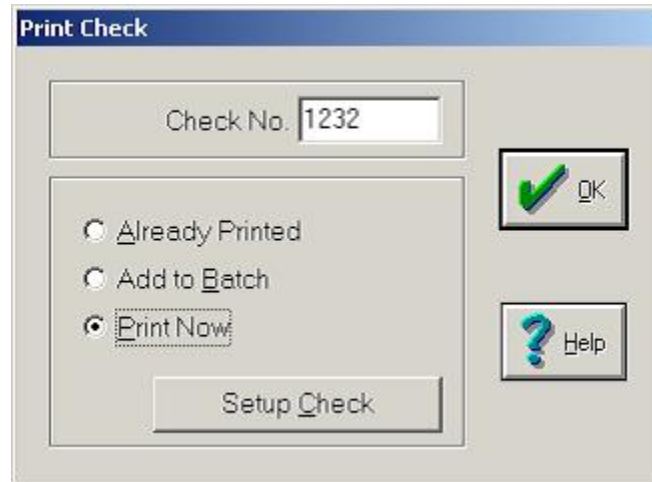 Print Check
Check No. 1232
OK
Already Printed
Add to Batch
Print Now
Help
Setup Check